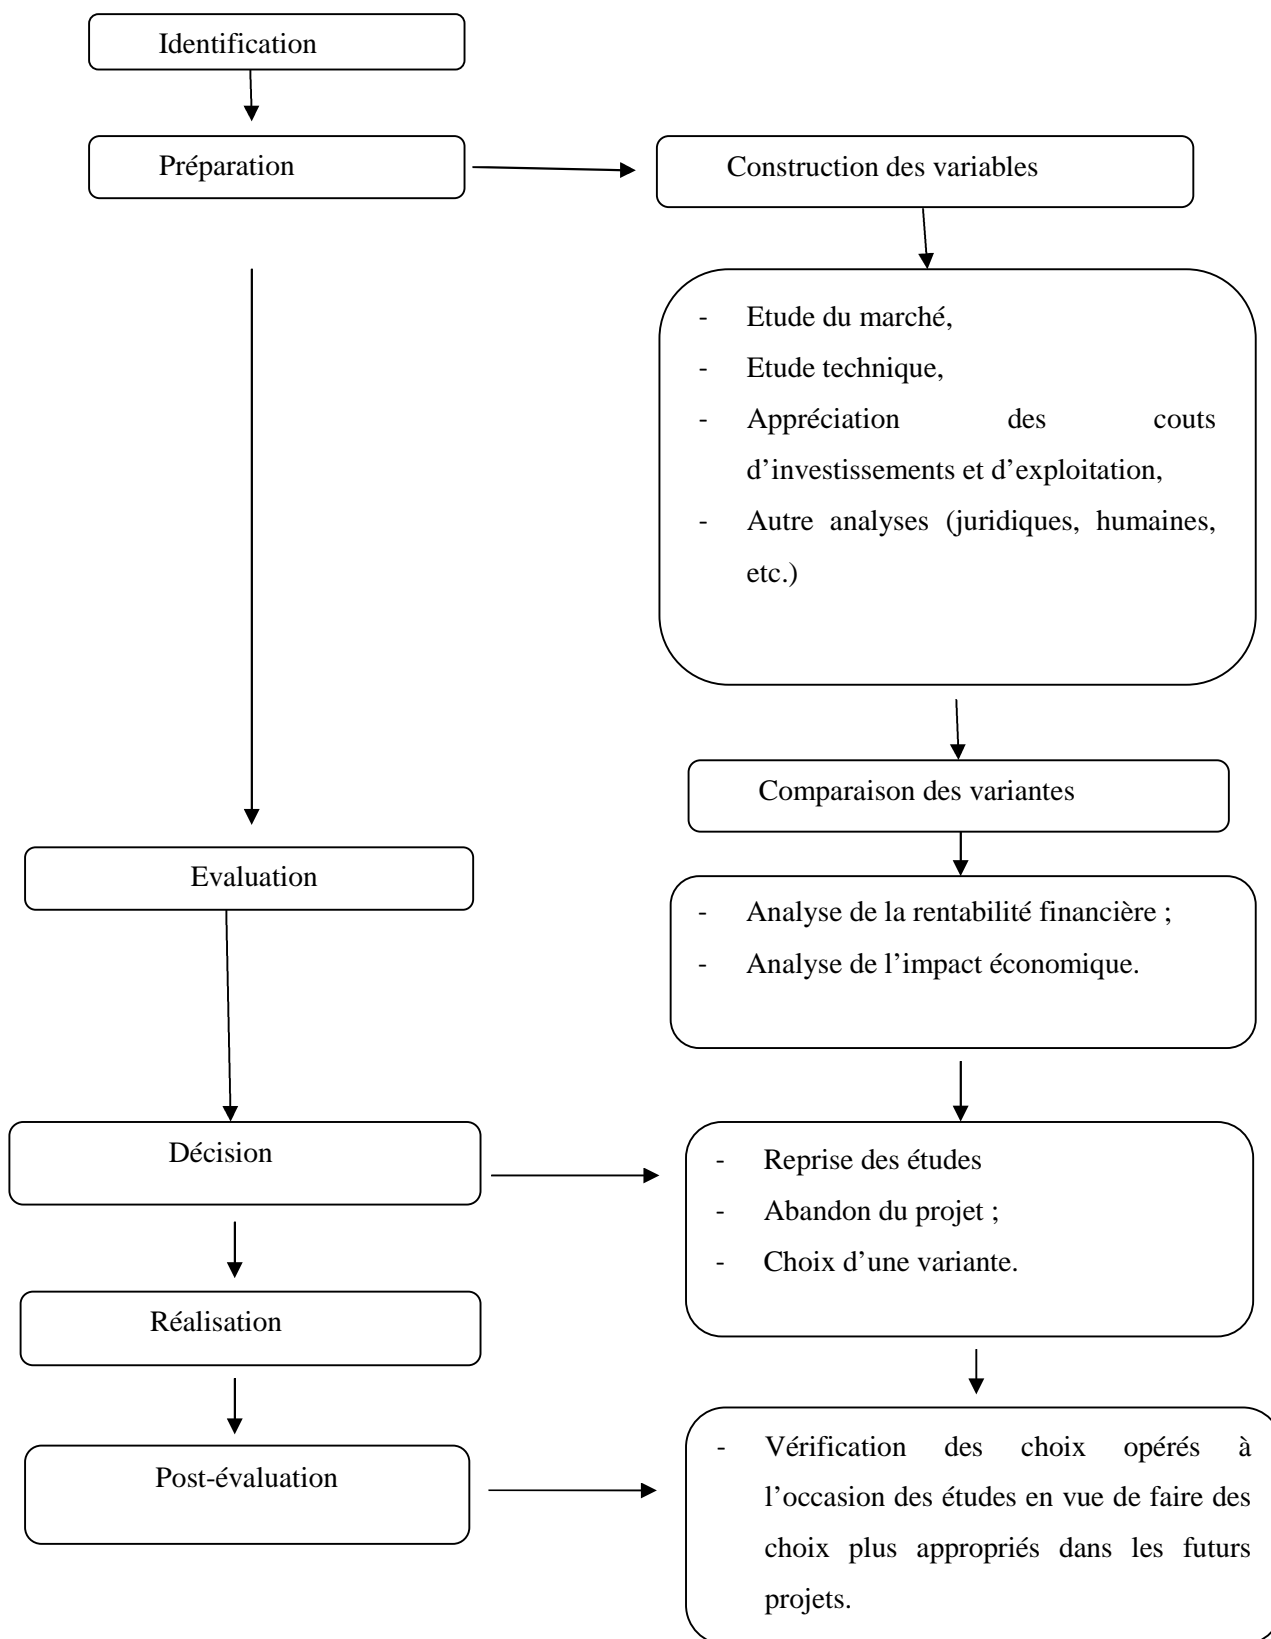 Identification
Préparation
Construction des variables
- Etude du marché,
- Etude technique,
- Appréciation des couts
d’investissements et d’exploitation,
- Autre analyses (juridiques, humaines,
etc.)
Comparaison des variantes
Evaluation
- Analyse de la rentabilité financière ;
- Analyse de l’impact économique.
Décision
- Reprise des études
- Abandon du projet ;
- Choix d’une variante.
Réalisation
Post-évaluation
- Vérification des choix opérés à
l’occasion des études en vue de faire des
choix plus appropriés dans les futurs
projets.